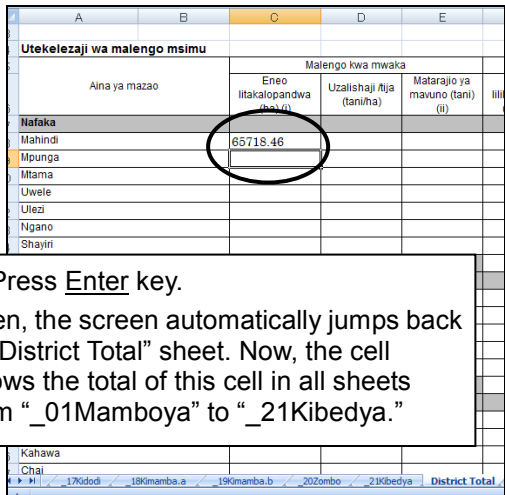 A B C D E
Utekelezaji wa malengo msimu
Malengo kwa mwaka
Aina ya mazao
Eneo
litakalopandwa
(ha) (i)
Uzalishaji /tija
(tani/ha)
Matarajio ya
mavuno (tani)
(ii)
Nafaka
Mahindi 65718.46
Mpunga
Mtama
Uwele
Ulezi
Ngano
Shayiri
Press Enter key.
en, the screen automatically jumps back
District Total” sheet. Now, the cell
ows the total of this cell in all sheets
m “_01Mamboya” to “_21Kibedya.”
Kahawa
Chai
_17Kidodi _18Kimamba.a _19Kimamba.b _20Zombo _21Kibedya District Total